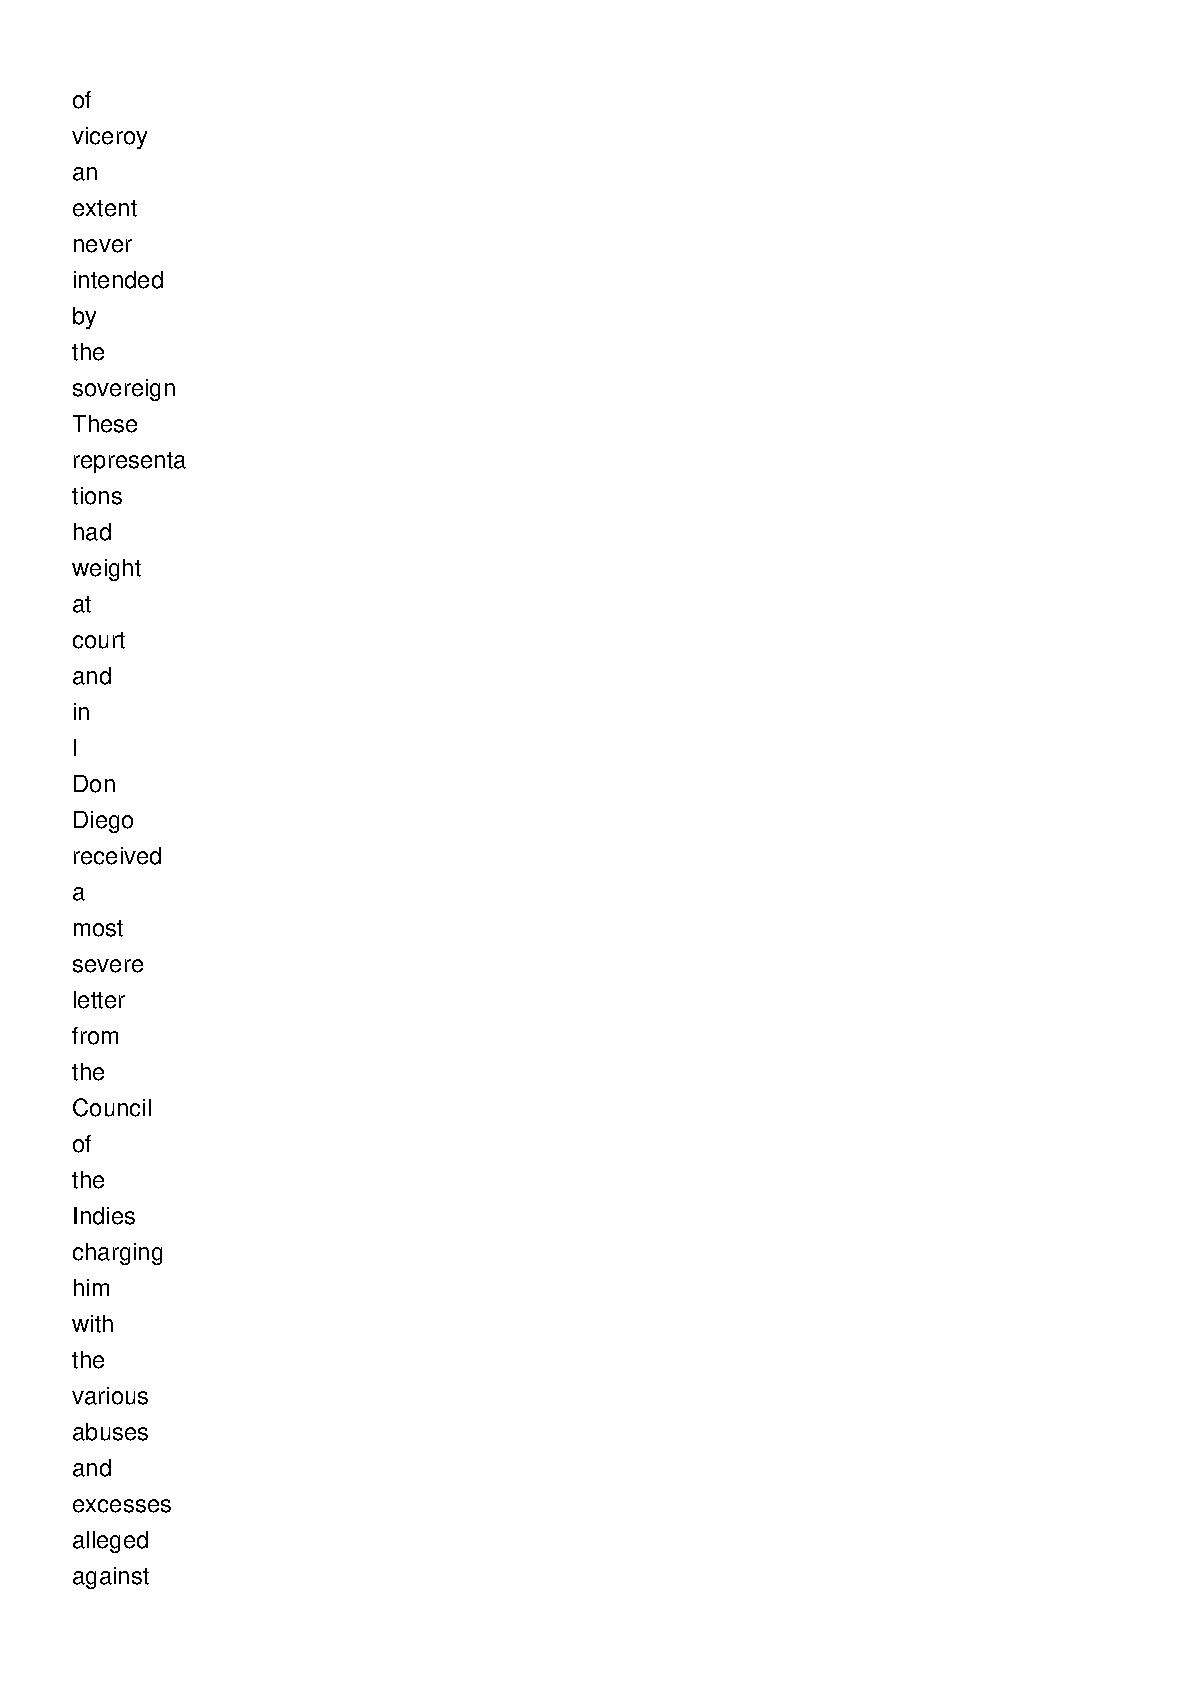 of
viceroy
an
extent
never
intended
by
the
sovereign
These
representa
tions
had
weight
at
court
and
in
I
Don
Diego
received
a
most
severe
letter
from
the
Council
of
the
Indies
charging
him
with
the
various
abuses
and
excesses
alleged
against